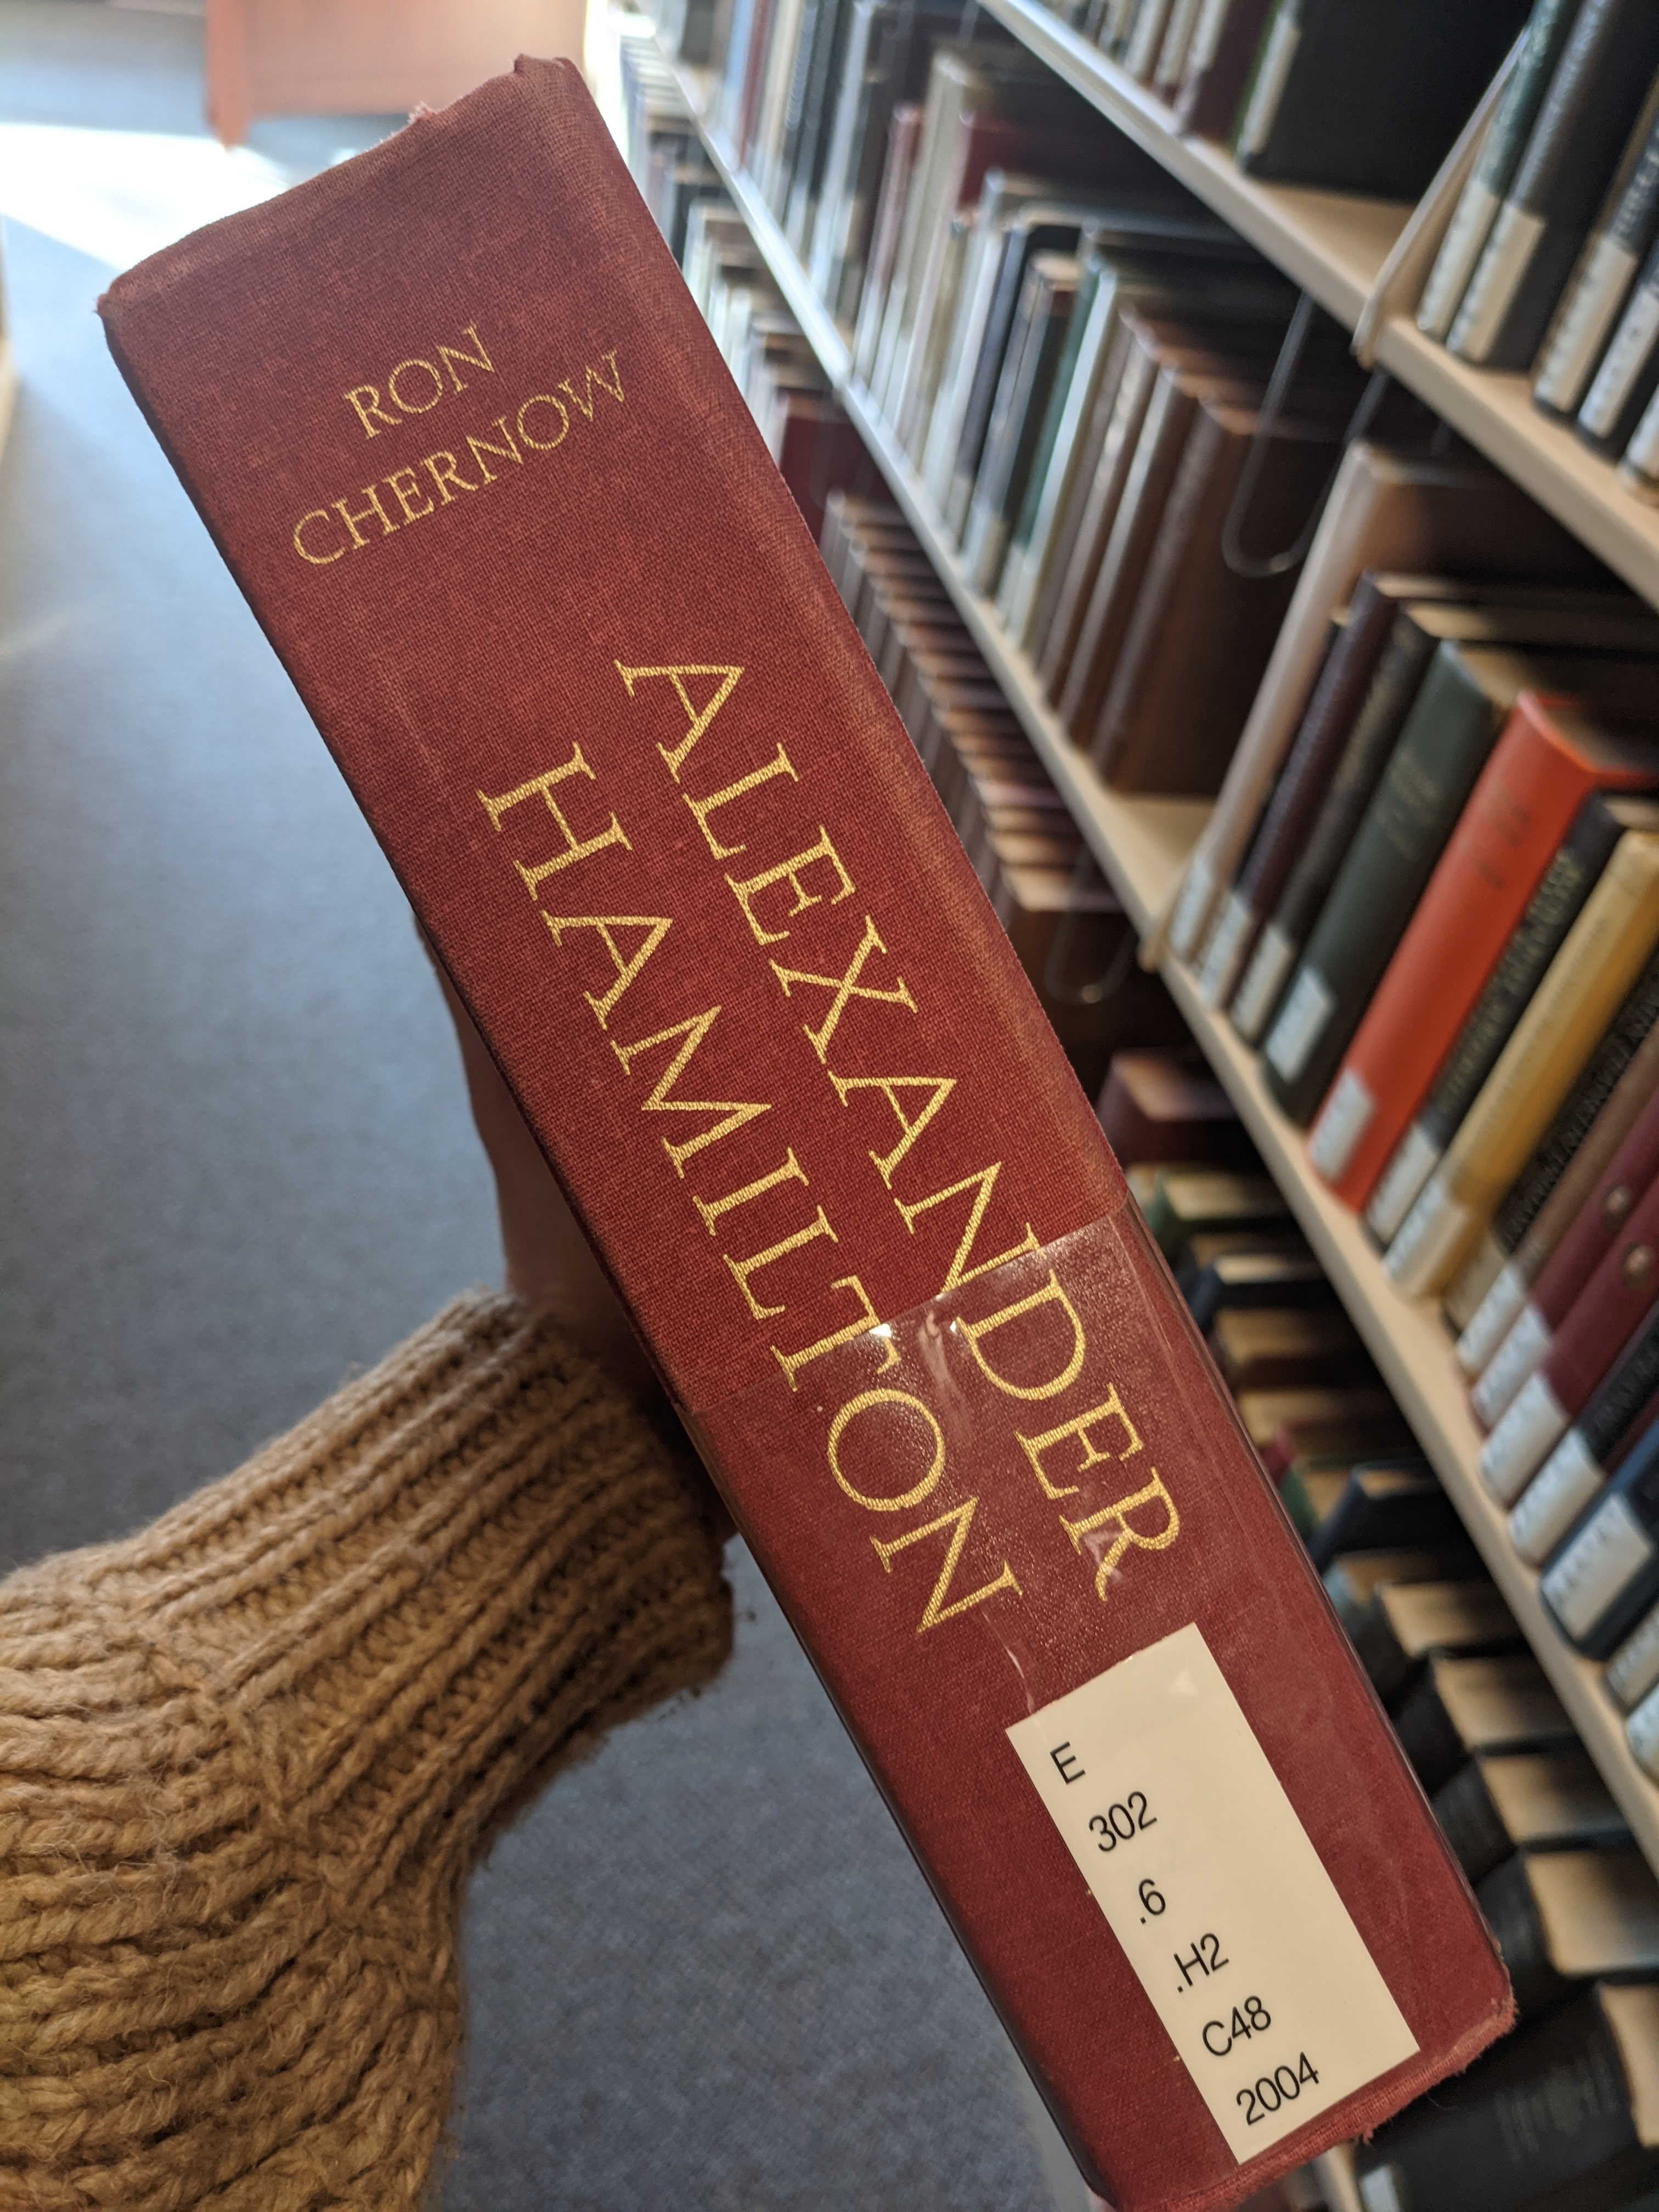 RON
CHERNOW
ALEXANDER
HAMILTON
E
302
.6
.H2
C48
2004